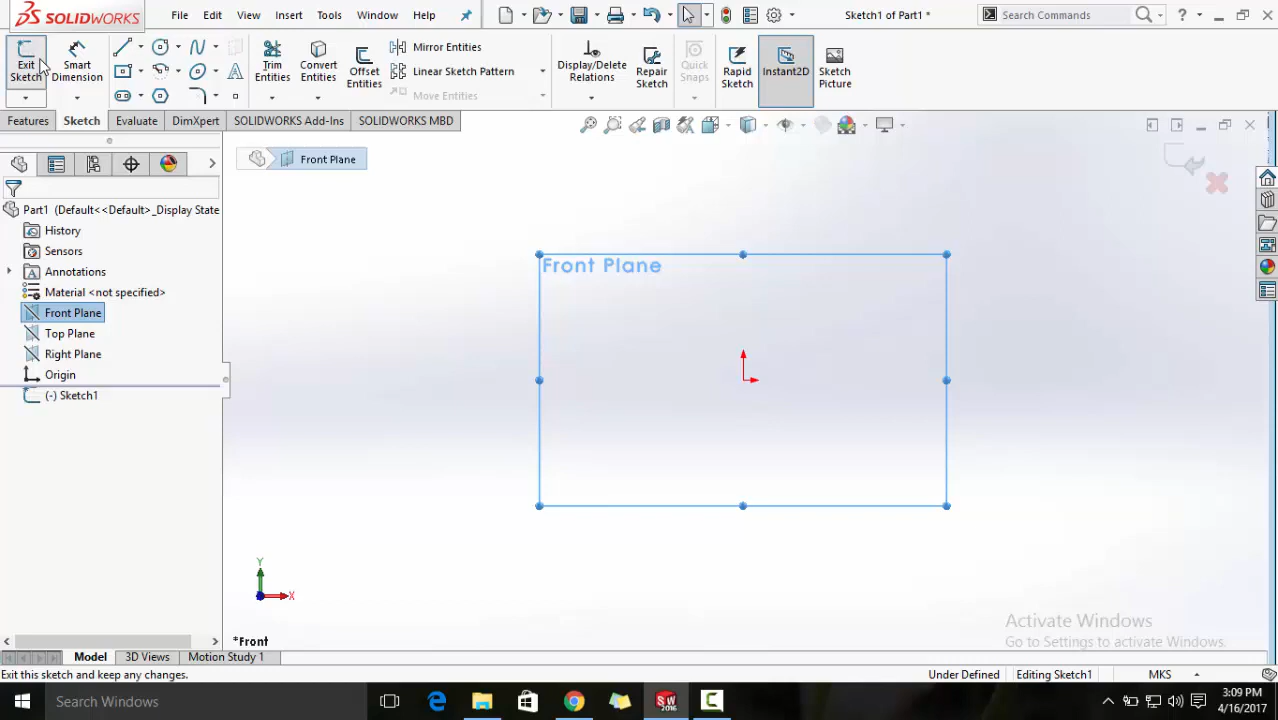 SOLIDWORKS File Edit View Insert Tools Window Help Sketch1 of Part1 * Search Commands ?
Exit Sketch
Smart Dimension
Trim Entities
Convert Entities
Offset Entities
Mirror Entities
Linear Sketch Pattern
Move Entities
Display/Delete Relations
Repair Sketch
Quick Snaps
Rapid Sketch
Instant2D
Sketch Picture
Features Sketch Evaluate DimXpert SOLIDWORKS Add-Ins SOLIDWORKS MBD
Front Plane
Part1 (Default<<Default>_Display State
History
Sensors
Annotations
Material <not specified>
Front Plane
Top Plane
Right Plane
Origin
(-) Sketch1
Front Plane
Y
X
*Front
Activate Windows
Go to Settings to activate Windows.
Model 3D Views Motion Study 1
Exit this sketch and keep any changes. Under Defined Editing Sketch1 MKS
Search Windows
SW
2016
3:09 PM
4/16/2017